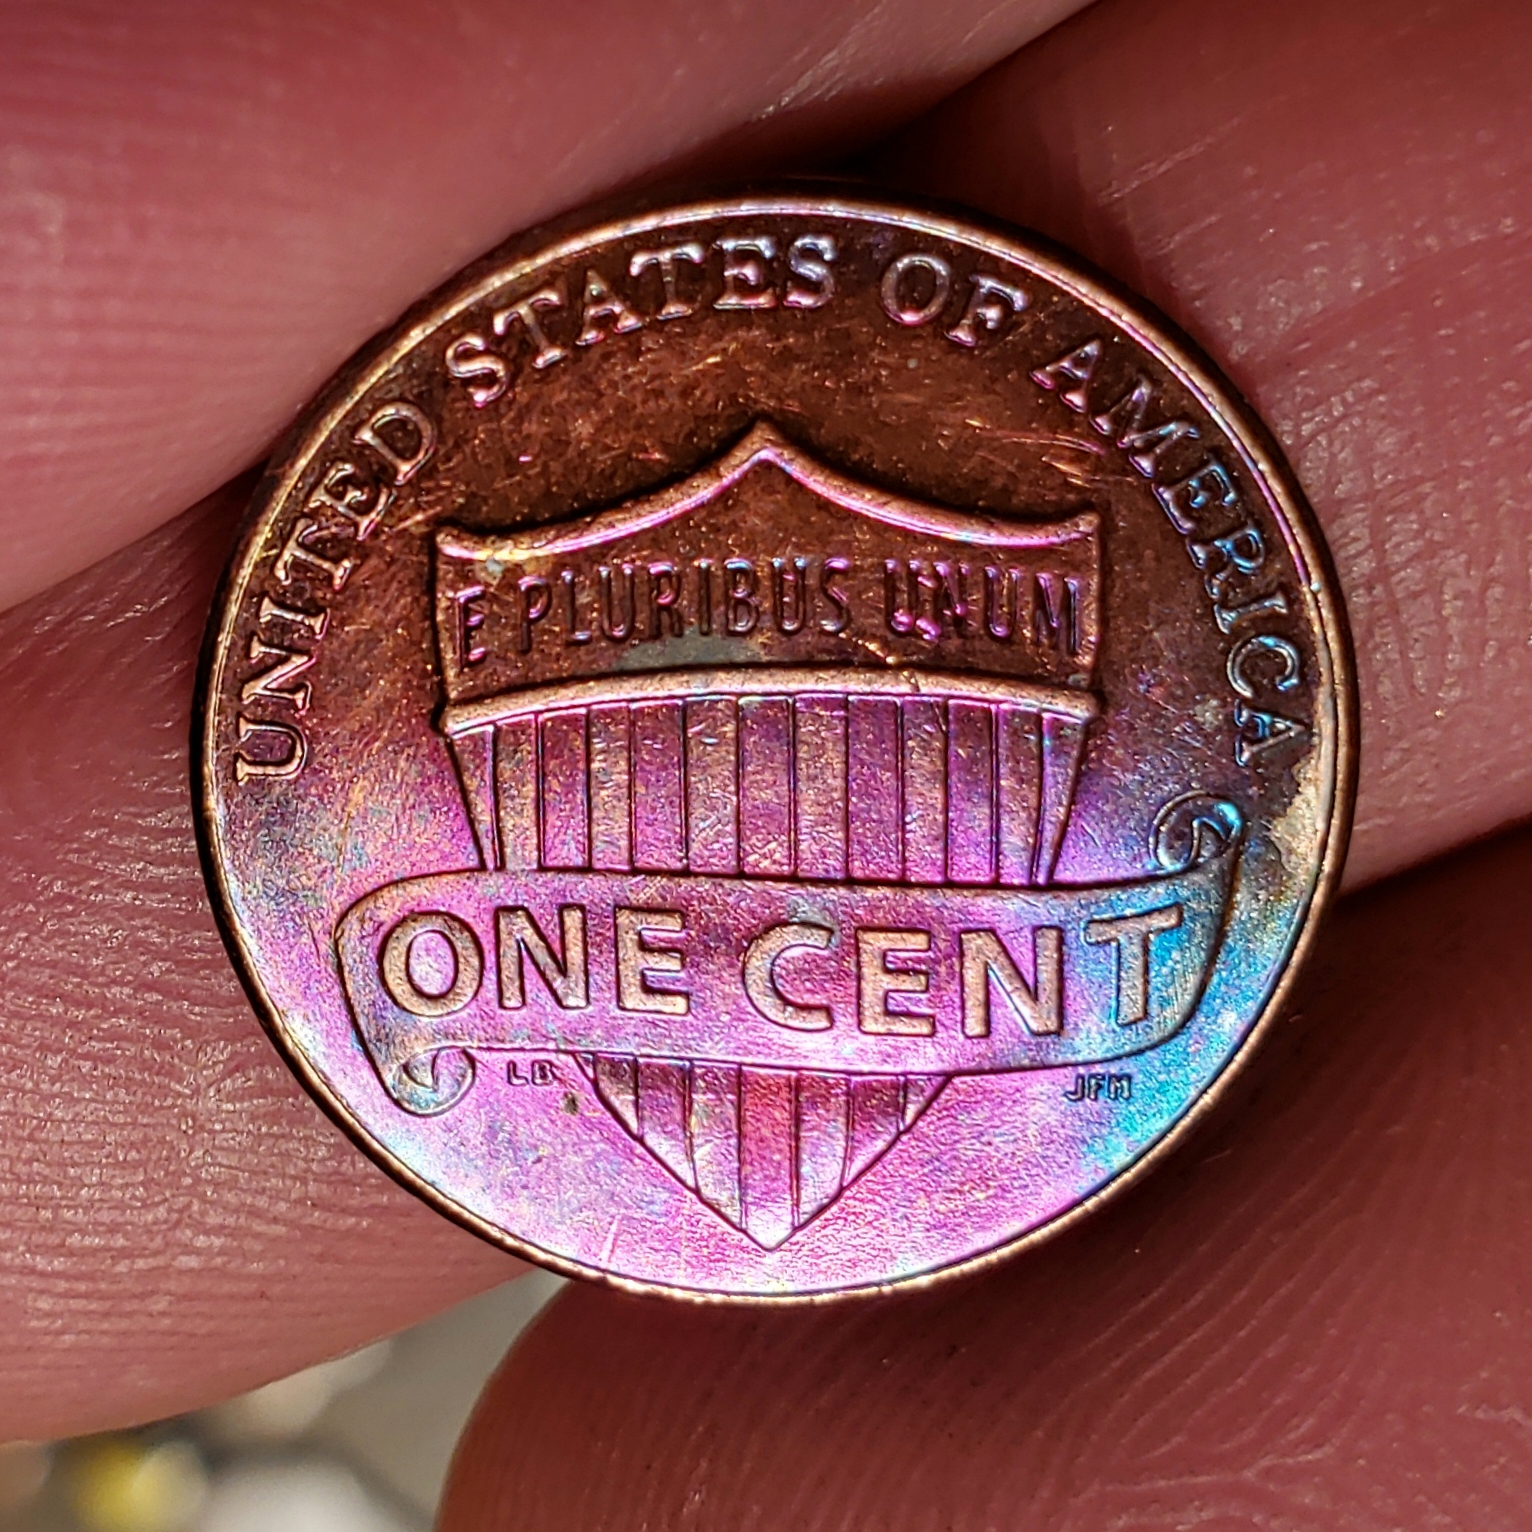 UNITED STATES OF AMERICA
E PLURIBUS UNUM
ONE CENT
LB
JFM